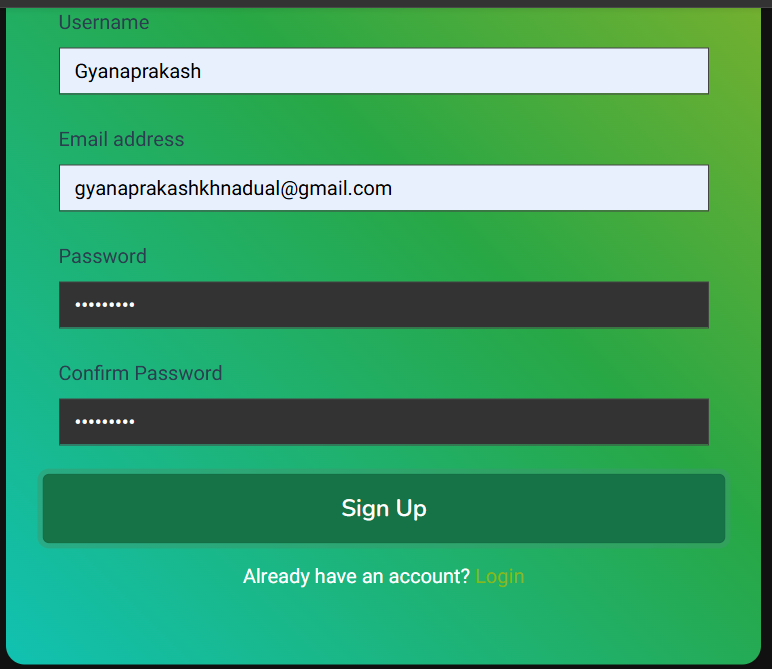 Username
Gyanaprakash
Email address
gyanaprakashkhnadual@gmail.com
Password
•••••••••
Confirm Password
•••••••••
Sign Up
Already have an account? Login